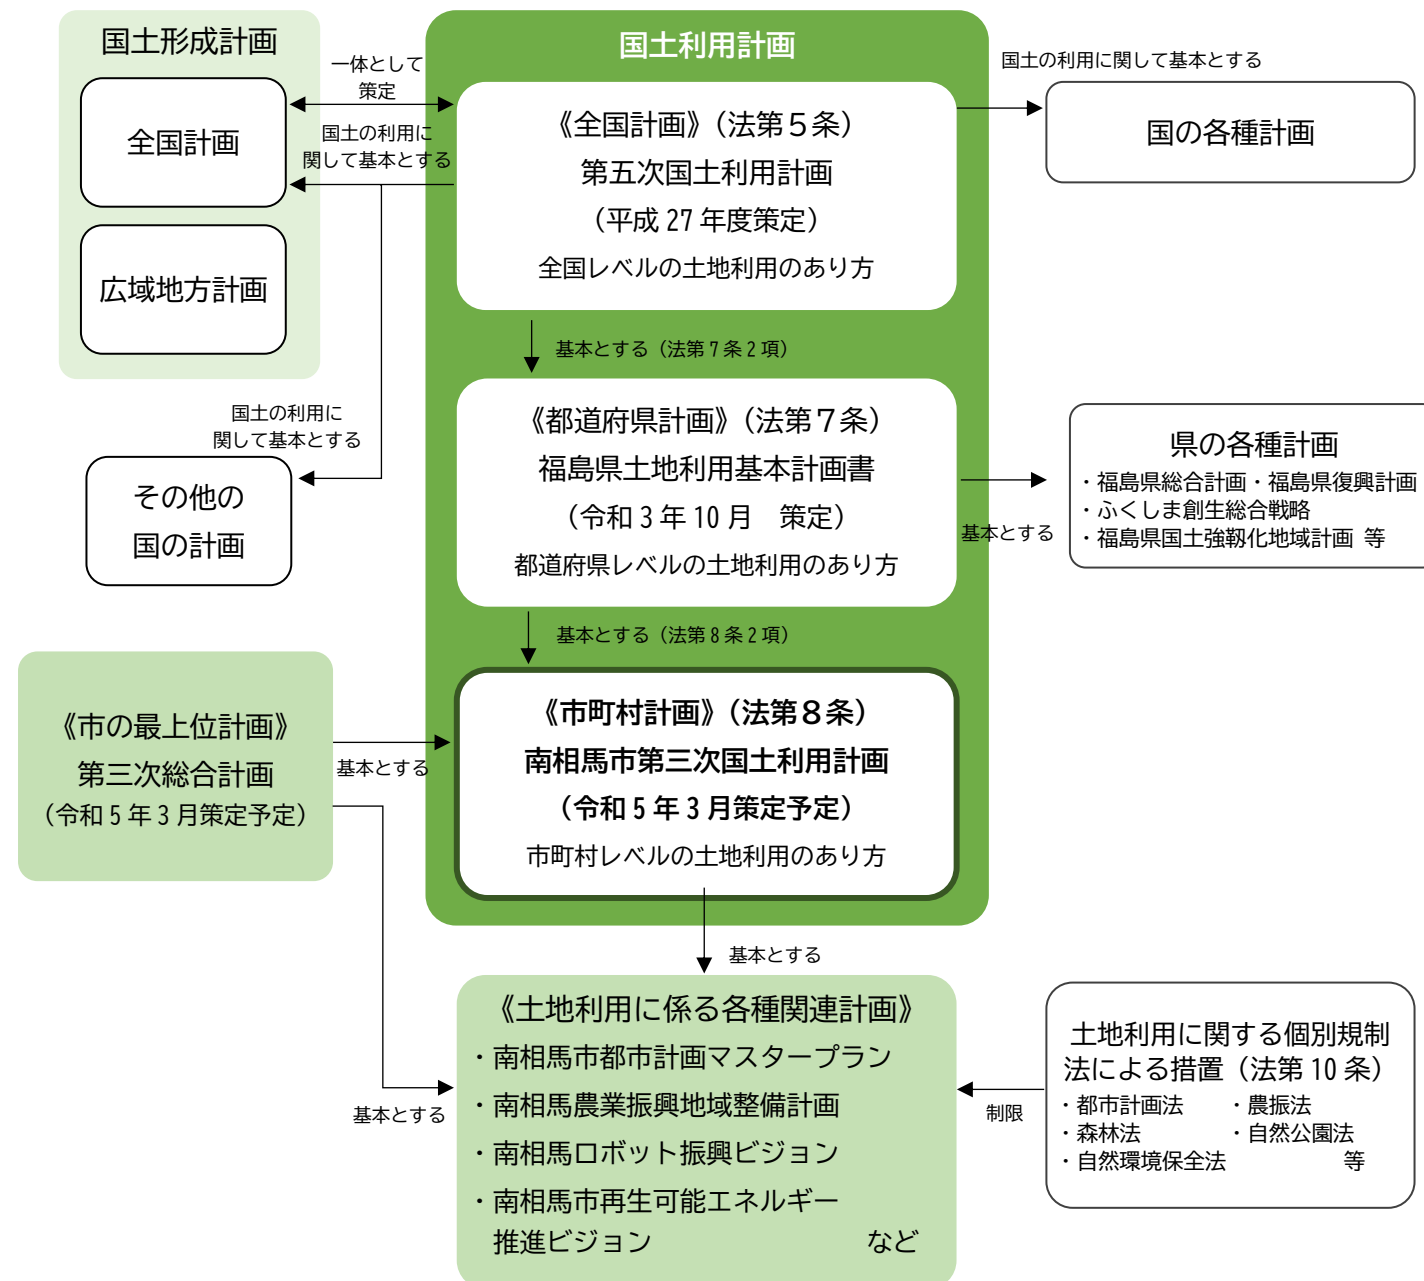 国土形成計画
全国計画
広域地方計画
一体として
策定
国土の利用に
関して基本とする
国土利用計画
《全国計画》（法第５条）
第五次国土利用計画
（平成 27 年度策定）
全国レベルの土地利用のあり方
国土の利用に関して基本とする
国の各種計画
基本とする（法第７条２項）
国土の利用に
関して基本とする
その他の
国の計画
《都道府県計画》（法第７条）
福島県土地利用基本計画書
（令和３年 10 月　策定）
都道府県レベルの土地利用のあり方
基本とする
県の各種計画
・福島県総合計画・福島県復興計画
・ふくしま創生総合戦略
・福島県国土強靱化地域計画 等
基本とする（法第８条２項）
《市の最上位計画》
第三次総合計画
（令和５年３月策定予定）
基本とする
《市町村計画》（法第８条）
南相馬市第三次国土利用計画
（令和５年３月策定予定）
市町村レベルの土地利用のあり方
基本とする
基本とする
《土地利用に係る各種関連計画》
・南相馬市都市計画マスタープラン
・南相馬農業振興地域整備計画
・南相馬ロボット振興ビジョン
・南相馬市再生可能エネルギー
推進ビジョン　　など
制限
土地利用に関する個別規制
法による措置（法第 10 条）
・都市計画法　・農振法
・森林法　・自然公園法
・自然環境保全法　等